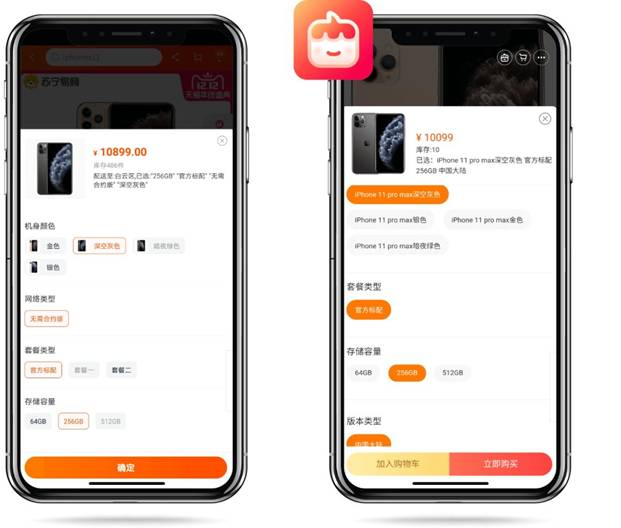 iphone11
苏宁易购
12.12
¥ 10899.00
库存486件
配送至:白云区,已选:"256GB" "官方标配" "无需
合约版" "深空灰色"
机身颜色
金色
深空灰色
暗夜绿色
银色
网络类型
无需合约版
套餐类型
官方标配
套餐一
套餐二
存储容量
64GB
256GB
512GB
确定
¥ 10099
库存:10
已选: iPhone 11 pro max深空灰色 官方标配
256GB 中国大陆
iPhone 11 pro max深空灰色
iPhone 11 pro max银色
iPhone 11 pro max金色
iPhone 11 pro max暗夜绿色
套餐类型
官方标配
存储容量
64GB
256GB
512GB
版本类型
中国大陆
加入购物车
立即购买